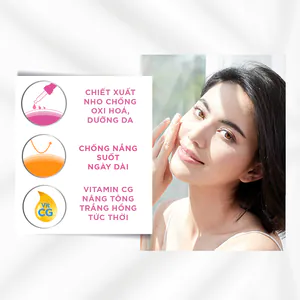 CHIẾT XUẤT
NHO CHỐNG
OXI HOÁ,
DƯỠNG DA
CHỐNG NẮNG
SUỐT
NGÀY DÀI
VITAMIN CG
NÂNG TÔNG
TRẮNG HỒNG
TỨC THỜI
Vit
CG